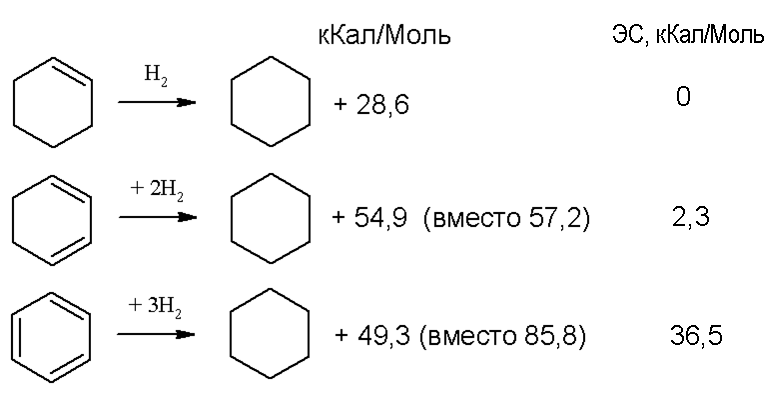 кКал/Моль ЭС, кКал/Моль
H2 + 28,6 0
+ 2H2 + 54,9 (вместо 57,2) 2,3
+ 3H2 + 49,3 (вместо 85,8) 36,5